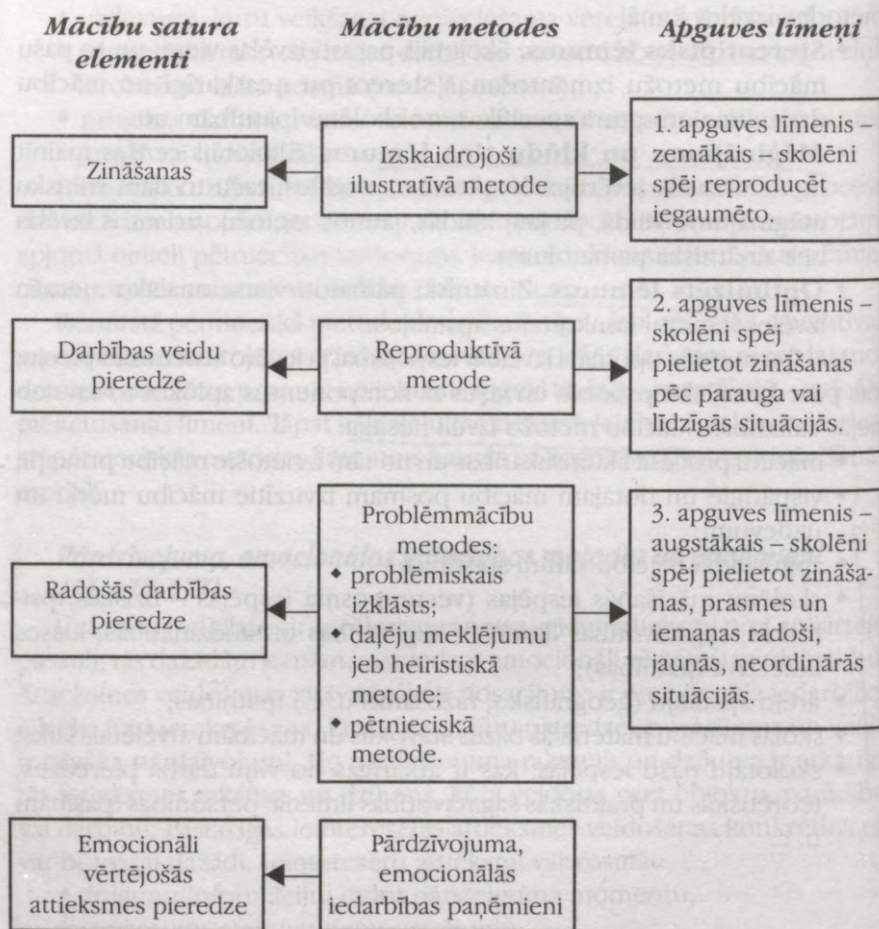 Mācību satura
elementi
Mācību metodes
Apguves līmeņi
Zināšanas
Izskaidrojoši
ilustratīvā metode
1. apguves līmenis –
zemākais – skolēni
spēj reproducēt
iegaumēto.
Darbības veidu
pieredze
Reproduktīvā
metode
2. apguves līmenis –
skolēni spēj
pielietot zināšanas
pēc parauga vai
līdzīgās situācijās.
Radošās darbības
pieredze
Problēmmācību
metodes:
• problēmiskais
izklāsts;
• daļēju meklējumu
jeb heiristiskā
metode;
• pētnieciskā
metode.
3. apguves līmenis –
augstākais – skolēni
spēj pielietot zināša-
nas, prasmes un
iemaņas radoši,
jaunās, neordinārās
situācijās.
Emocionāli
vērtējošās
attieksmes pieredze
Pārdzīvojuma,
emocionālās
iedarbības paņēmieni